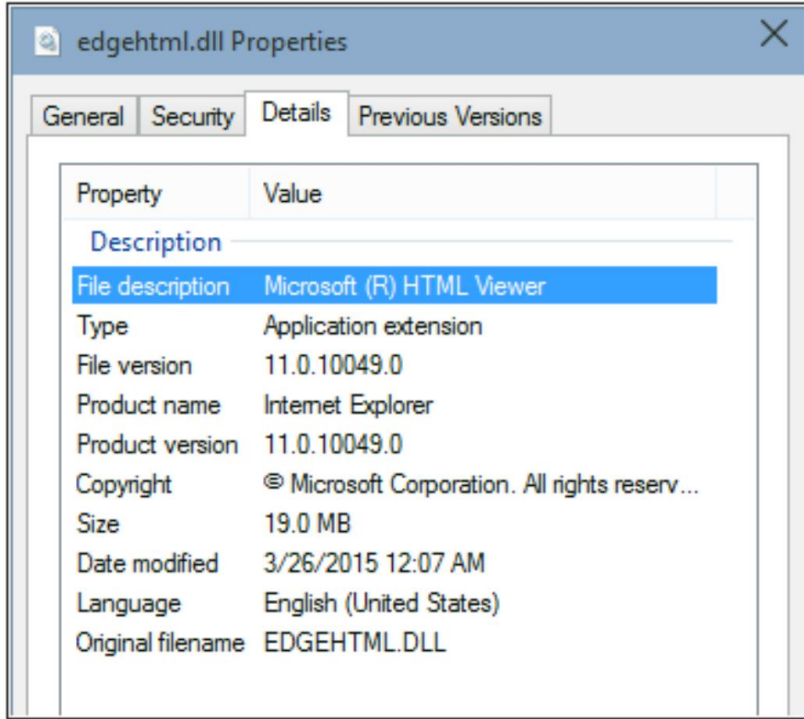 edgehtml.dll Properties
General Security Details Previous Versions
Property Value
Description
File description Microsoft (R) HTML Viewer
Type Application extension
File version 11.0.10049.0
Product name Internet Explorer
Product version 11.0.10049.0
Copyright © Microsoft Corporation. All rights reserv...
Size 19.0 MB
Date modified 3/26/2015 12:07 AM
Language English (United States)
Original filename EDGEHTML.DLL